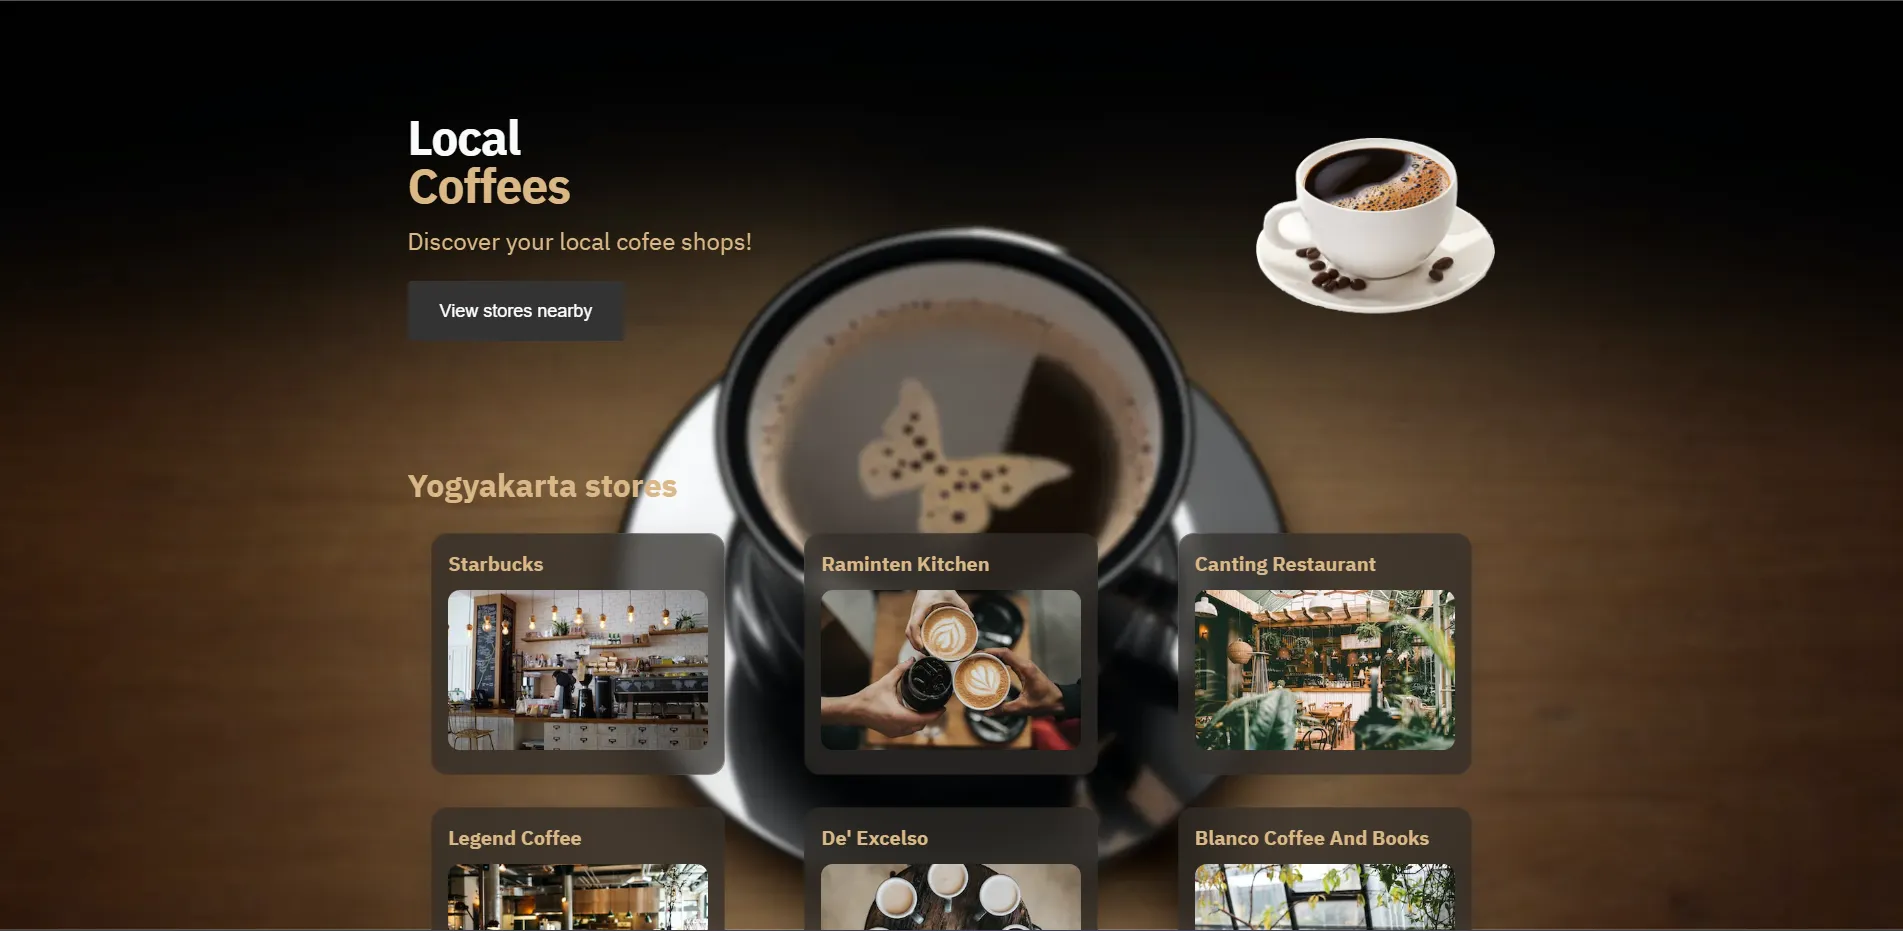 Local
Coffees
Discover your local cofee shops!
View stores nearby
Yogyakarta stores
Starbucks
Raminten Kitchen
Canting Restaurant
Legend Coffee
De' Excelso
Blanco Coffee And Books